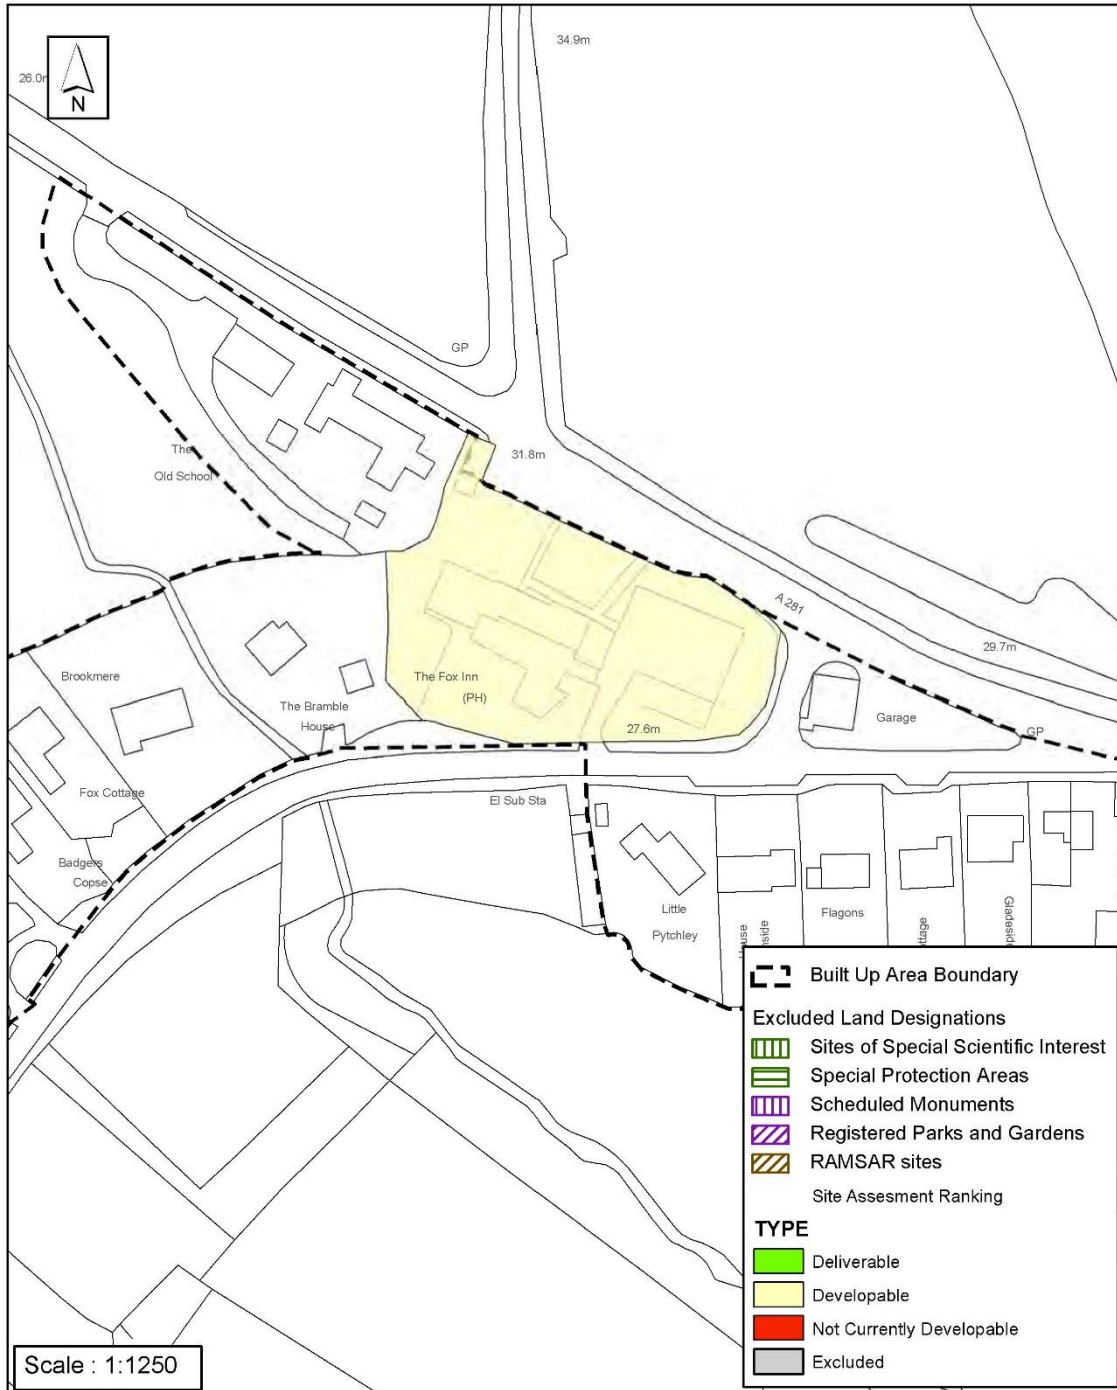 34.9m
26.0m
N
GP
The
Old School
31.8m
A 281
29.7m
Brookmere
The Fox Inn
(PH)
The Bramble
House
27.6m
Garage
GP
Fox Cottage
El Sub Sta
Badgers
Copse
Little
Pytchley
House
Flagons
Gladeside
Built Up Area Boundary
Excluded Land Designations
Sites of Special Scientific Interest
Special Protection Areas
Scheduled Monuments
Registered Parks and Gardens
RAMSAR sites
Site Assesment Ranking
TYPE
Deliverable
Developable
Not Currently Developable
Excluded
Scale : 1:1250